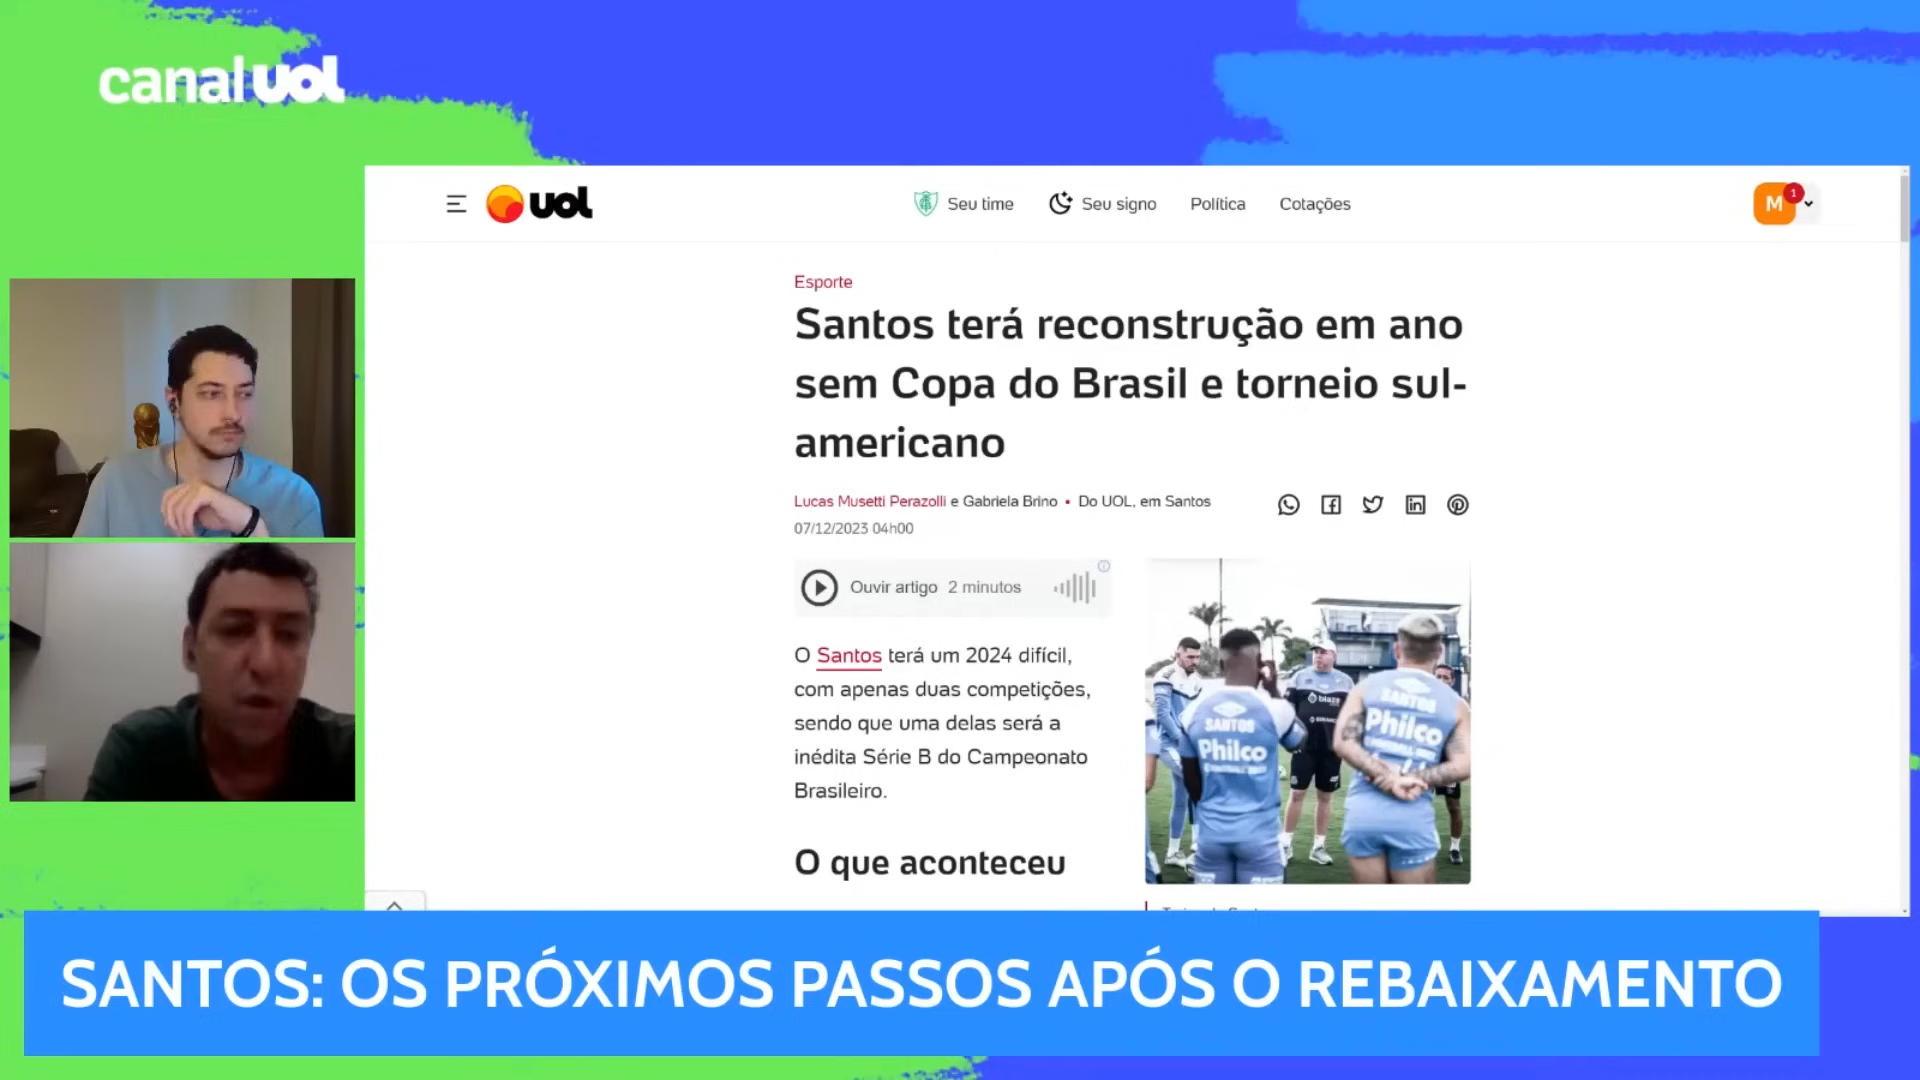 canal uol
uol
Seu time
Seu signo
Política
Cotações
M
1
Esporte
Santos terá reconstrução em ano
sem Copa do Brasil e torneio sul-
americano
Lucas Musetti Perazolli e Gabriela Brino • Do UOL, em Santos
07/12/2023 04h00
Ouvir artigo 2 minutos
O Santos terá um 2024 difícil,
com apenas duas competições,
sendo que uma delas será a
inédita Série B do Campeonato
Brasileiro.
O que aconteceu
SANTOS
Philco
blaze
SANTOS
Philco
SANTOS: OS PRÓXIMOS PASSOS APÓS O REBAIXAMENTO